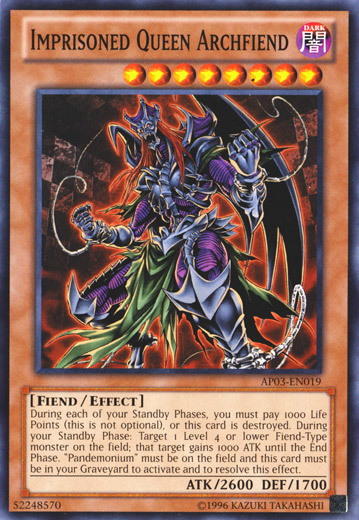 IMPRISONED QUEEN ARCHFIEND
DARK
闇
AP03-EN019
[FIEND / EFFECT]
During each of your Standby Phases, you must pay 1000 Life
Points (this is not optional), or this card is destroyed. During
your Standby Phase: Target 1 Level 4 or lower Fiend-Type
monster on the field; that target gains 1000 ATK until the End
Phase. "Pandemonium" must be on the field and this card must
be in your Graveyard to activate and to resolve this effect.
ATK/2600 DEF/1700
52248570 ©1996 KAZUKI TAKAHASHI